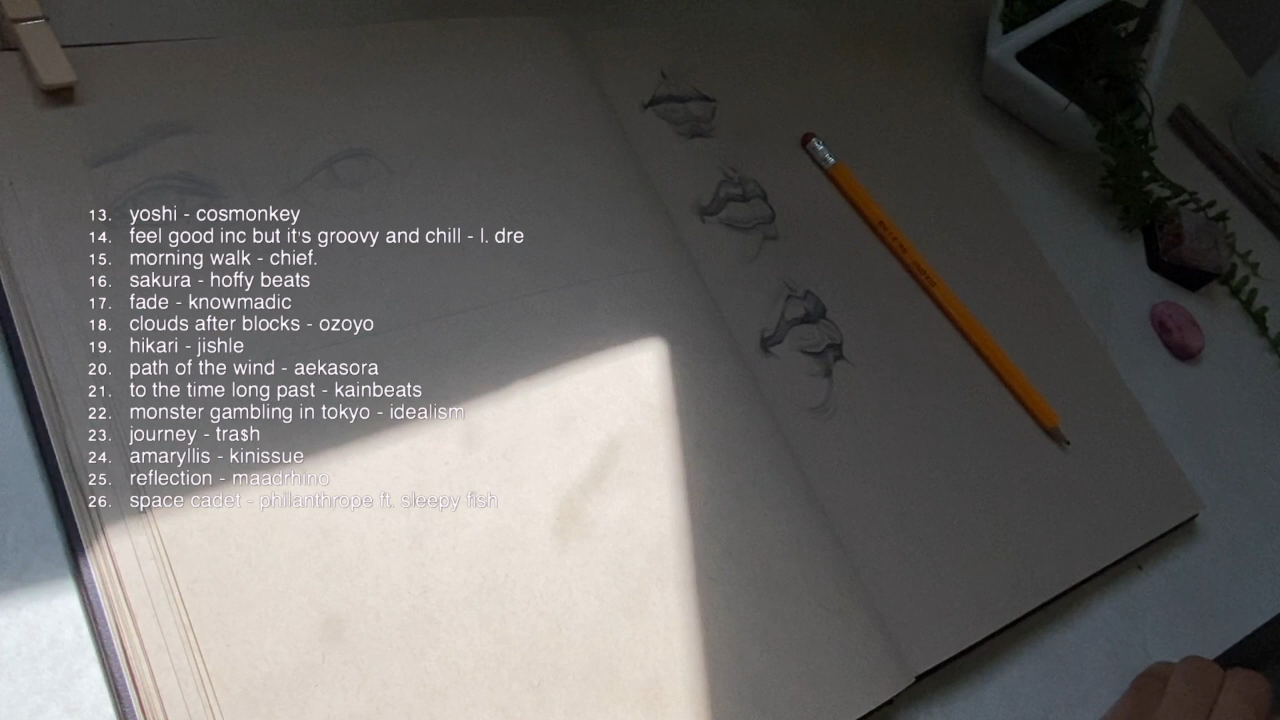 13. yoshi - cosmonkey
14. feel good inc but it's groovy and chill - l. dre
15. morning walk - chief.
16. sakura - hoffy beats
17. fade - knowmadic
18. clouds after blocks - ozoyo
19. hikari - jishle
20. path of the wind - aekasora
21. to the time long past - kainbeats
22. monster gambling in tokyo - idealism
23. journey - tra$h
24. amaryllis - kinissue
25. reflection - maadrhino
26. space cadet - philanthrope ft. sleepy fish